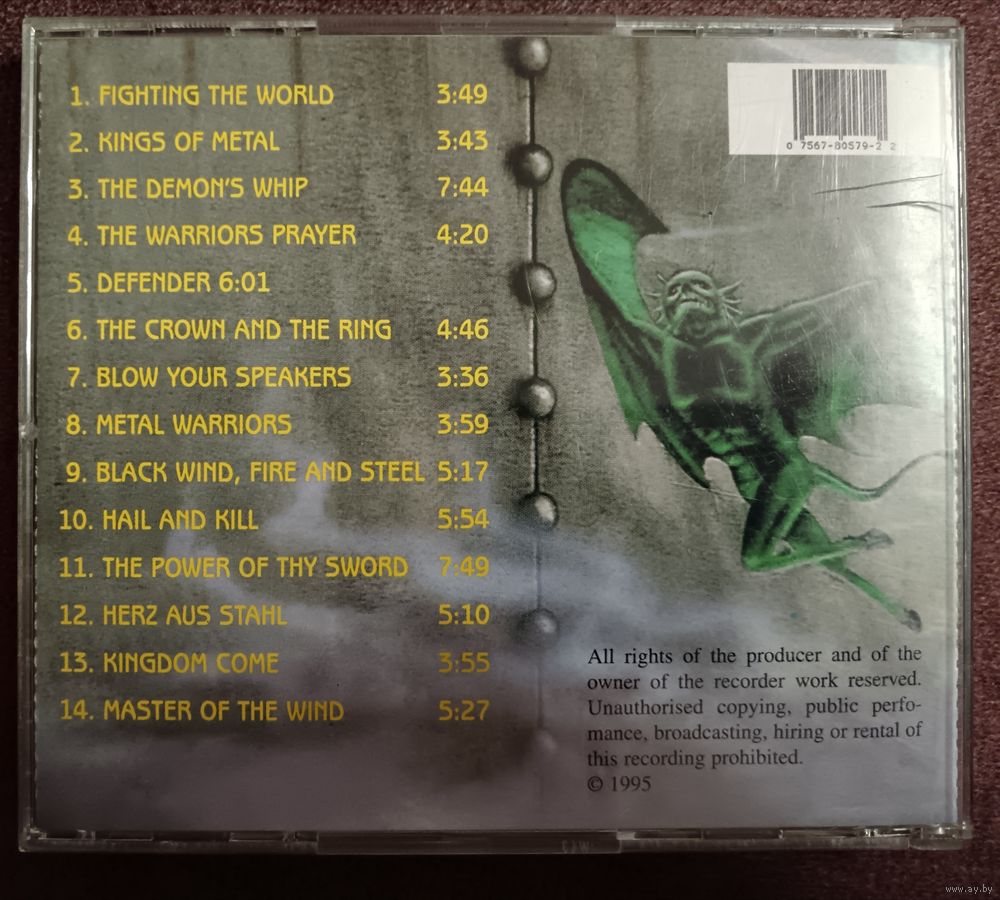 1. FIGHTING THE WORLD 3:49
2. KINGS OF METAL 3:43
3. THE DEMON'S WHIP 7:44
4. THE WARRIORS PRAYER 4:20
5. DEFENDER 6:01
6. THE CROWN AND THE RING 4:46
7. BLOW YOUR SPEAKERS 3:36
8. METAL WARRIORS 3:59
9. BLACK WIND, FIRE AND STEEL 5:17
10. HAIL AND KILL 5:54
11. THE POWER OF THY SWORD 7:49
12. HERZ AUS STAHL 5:10
13. KINGDOM COME 3:55
14. MASTER OF THE WIND 5:27
0 7567-80579-2 2
All rights of the producer and of the
owner of the recorder work reserved.
Unauthorised copying, public perfo-
mance, broadcasting, hiring or rental of
this recording prohibited.
© 1995
www.ay.by